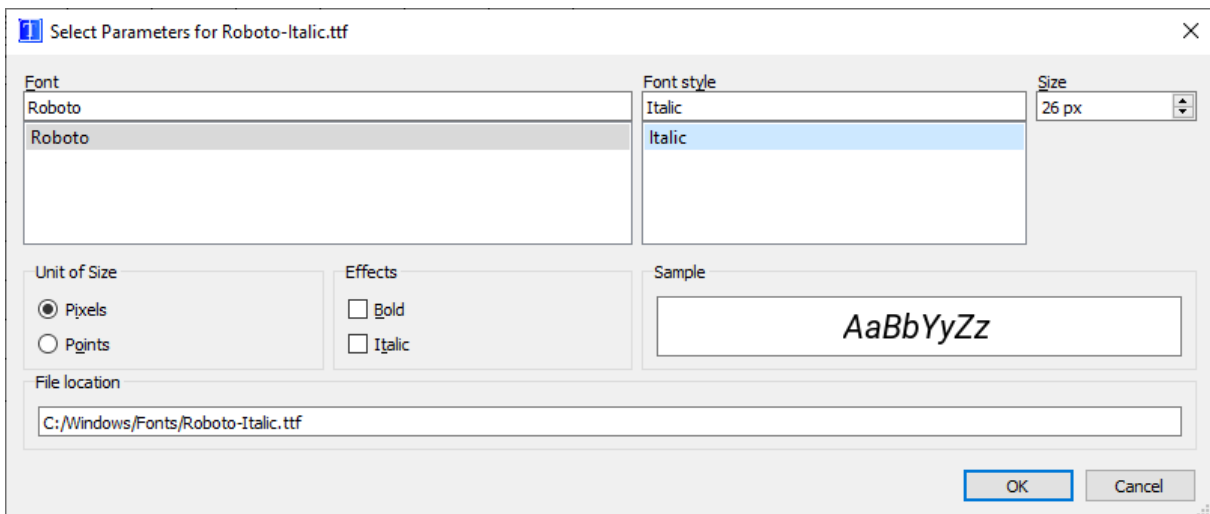 Select Parameters for Roboto-Italic.ttf
Font
Font style
Size
Roboto
Italic
26 px
Roboto
Italic
Unit of Size
Effects
Sample
Pixels
Bold
AaBbYyZz
Points
Italic
File location
C:/Windows/Fonts/Roboto-Italic.ttf
OK
Cancel